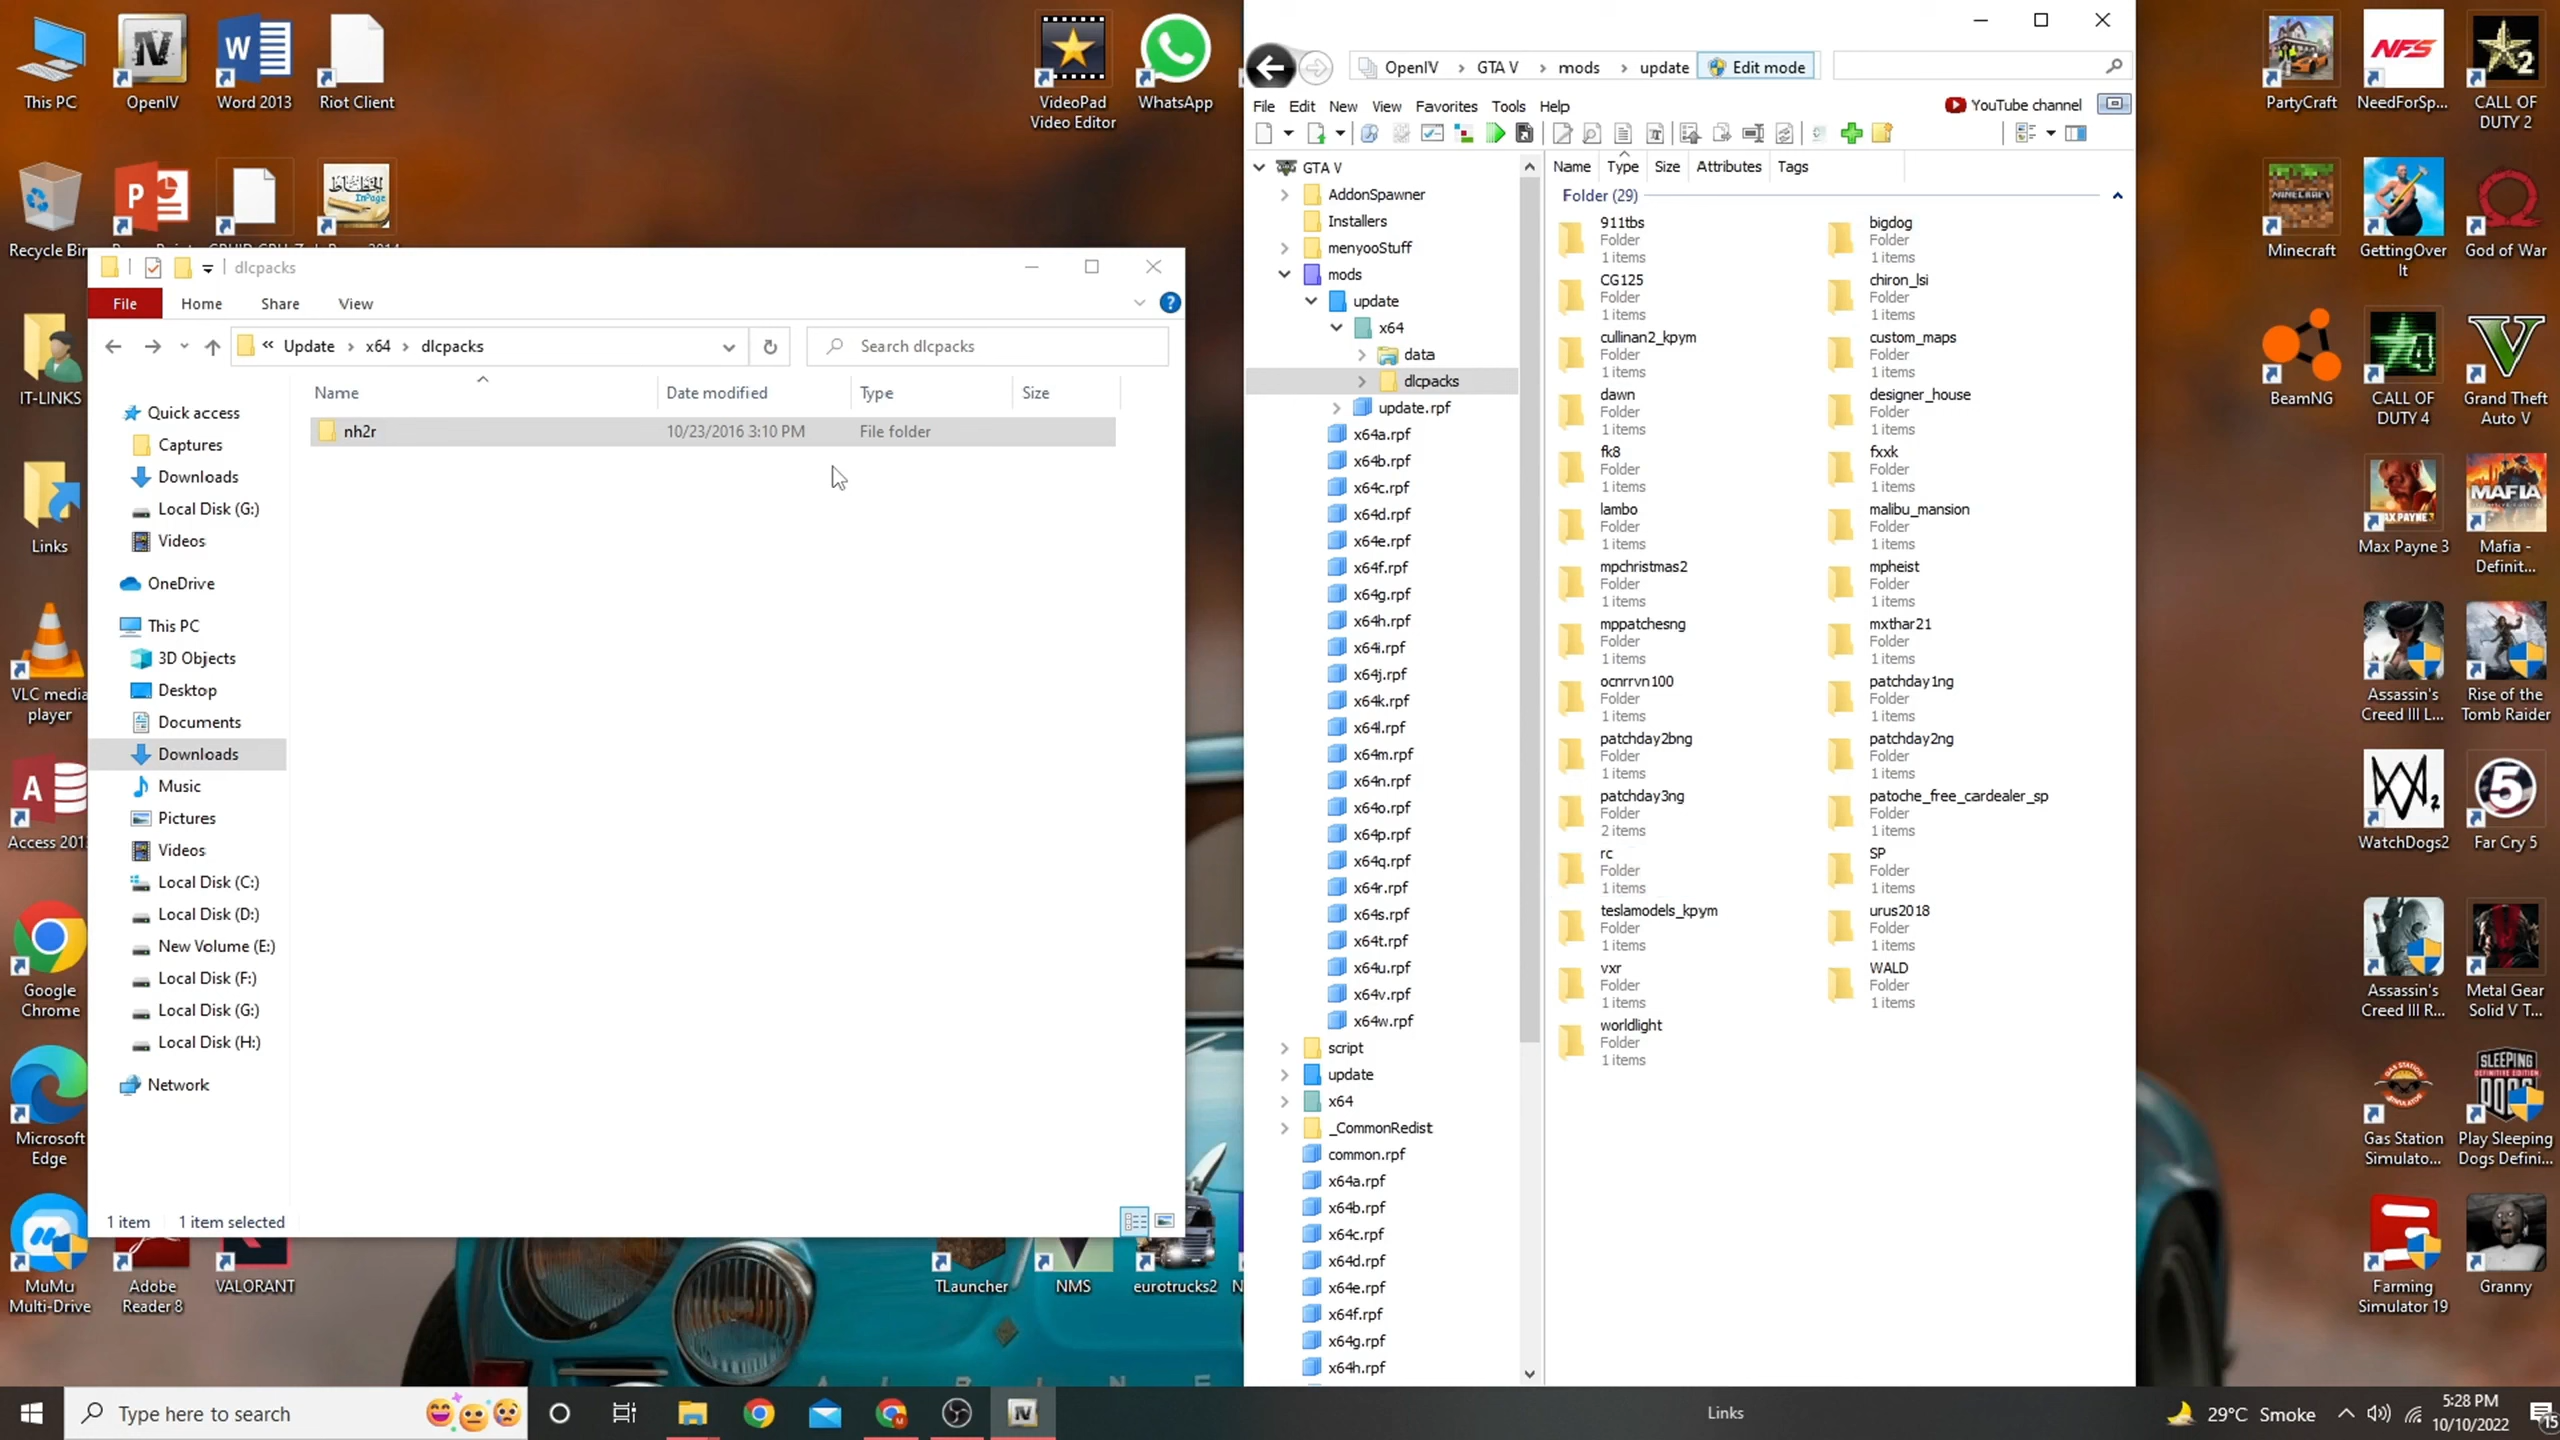 This PC
OpenIV
Word 2013
Riot Client
VideoPad
Video Editor
WhatsApp
PartyCraft
NeedForSp...
CALL OF
DUTY 2
Recycle Bin
Minecraft
GettingOver
It
God of War
IT-LINKS
BeamNG
CALL OF
DUTY 4
Grand Theft
Auto V
Links
Max Payne 3
Mafia -
Definit...
VLC media
player
Assassin's
Creed III L...
Rise of the
Tomb Raider
WatchDogs2
Far Cry 5
Google
Chrome
Assassin's
Creed III R...
Metal Gear
Solid V T...
Microsoft
Edge
Gas Station
Simulato...
Play Sleeping
Dogs Defini...
MuMu
Multi-Drive
Adobe
Reader 8
VALORANT
TLauncher
NMS
eurotrucks2
Farming
Simulator 19
Granny
dlcpacks
File
Home
Share
View
« Update › x64 › dlcpacks
Search dlcpacks
Name
Date modified
Type
Size
nh2r
10/23/2016 3:10 PM
File folder
Quick access
Captures
Downloads
Local Disk (G:)
Videos
OneDrive
This PC
3D Objects
Desktop
Documents
Downloads
Music
Pictures
Videos
Local Disk (C:)
Local Disk (D:)
New Volume (E:)
Local Disk (F:)
Local Disk (G:)
Local Disk (H:)
Network
1 item
1 item selected
OpenIV › GTA V › mods › update
Edit mode
File
Edit
New
View
Favorites
Tools
Help
YouTube channel
GTA V
AddonSpawner
Installers
menyooStuff
mods
update
x64
data
dlcpacks
update.rpf
x64a.rpf
x64b.rpf
x64c.rpf
x64d.rpf
x64e.rpf
x64f.rpf
x64g.rpf
x64h.rpf
x64i.rpf
x64j.rpf
x64k.rpf
x64l.rpf
x64m.rpf
x64n.rpf
x64o.rpf
x64p.rpf
x64q.rpf
x64r.rpf
x64s.rpf
x64t.rpf
x64u.rpf
x64v.rpf
x64w.rpf
script
update
x64
_CommonRedist
common.rpf
x64a.rpf
x64b.rpf
x64c.rpf
x64d.rpf
x64e.rpf
x64f.rpf
x64g.rpf
x64h.rpf
Name
Type
Size
Attributes
Tags
Folder (29)
911tbs
Folder
1 items
bigdog
Folder
1 items
CG125
Folder
1 items
chiron_lsi
Folder
1 items
cullinan2_kpym
Folder
1 items
custom_maps
Folder
1 items
dawn
Folder
1 items
designer_house
Folder
1 items
fk8
Folder
1 items
fxxk
Folder
1 items
lambo
Folder
1 items
malibu_mansion
Folder
1 items
mpchristmas2
Folder
1 items
mpheist
Folder
1 items
mppatchesng
Folder
1 items
mxthar21
Folder
1 items
ocnrrvn100
Folder
1 items
patchday1ng
Folder
1 items
patchday2bng
Folder
1 items
patchday2ng
Folder
1 items
patchday3ng
Folder
2 items
patoche_free_cardealer_sp
Folder
1 items
rc
Folder
1 items
SP
Folder
1 items
teslamodels_kpym
Folder
1 items
urus2018
Folder
1 items
vxr
Folder
1 items
WALD
Folder
1 items
worldlight
Folder
1 items
Type here to search
Links
29°C Smoke
5:28 PM
10/10/2022
15